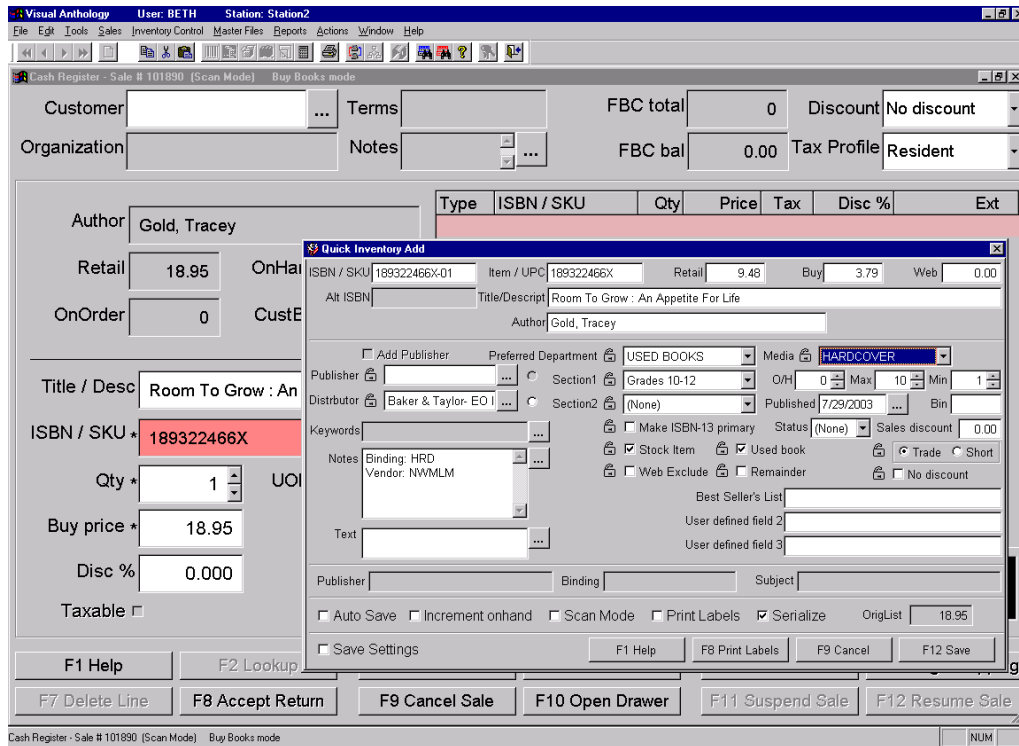 Visual Anthology User: BETH Station: Station2
File Edit Tools Sales Inventory Control Master Files Reports Actions Window Help
Cash Register - Sale # 101890 (Scan Mode) Buy Books mode
Customer ... Terms FBC total 0 Discount No discount
Organization Notes ... FBC bal 0.00 Tax Profile Resident
Type ISBN / SKU Qty Price Tax Disc % Ext
Author Gold, Tracey
Retail 18.95 OnHa
OnOrder 0 CustB
Title / Desc Room To Grow : An
ISBN / SKU * 189322466X
Qty * 1 UO
Buy price * 18.95
Disc % 0.000
Taxable
Quick Inventory Add
ISBN / SKU 189322466X-01 Item / UPC 189322466X Retail 9.48 Buy 3.79 Web 0.00
Alt ISBN Title/Descript Room To Grow : An Appetite For Life
Author Gold, Tracey
Add Publisher Preferred Department USED BOOKS Media HARDCOVER
Publisher ... Section1 Grades 10-12 O/H 0 Max 10 Min 1
Distrbutor Baker & Taylor- EO I ... Section2 (None) Published 7/29/2003 ... Bin
Keywords ... Make ISBN-13 primary Status (None) Sales discount 0.00
Notes Binding: HRD ... Stock Item Used book Trade Short
Vendor: NWMLM Web Exclude Remainder No discount
Best Seller's List
User defined field 2
Text ... User defined field 3
Publisher Binding Subject
Auto Save Increment onhand Scan Mode Print Labels Serialize OrigList 18.95
Save Settings F1 Help F8 Print Labels F9 Cancel F12 Save
F1 Help F2 Lookup
F7 Delete Line F8 Accept Return F9 Cancel Sale F10 Open Drawer F11 Suspend Sale F12 Resume Sale
Cash Register - Sale # 101890 (Scan Mode) Buy Books mode NUM